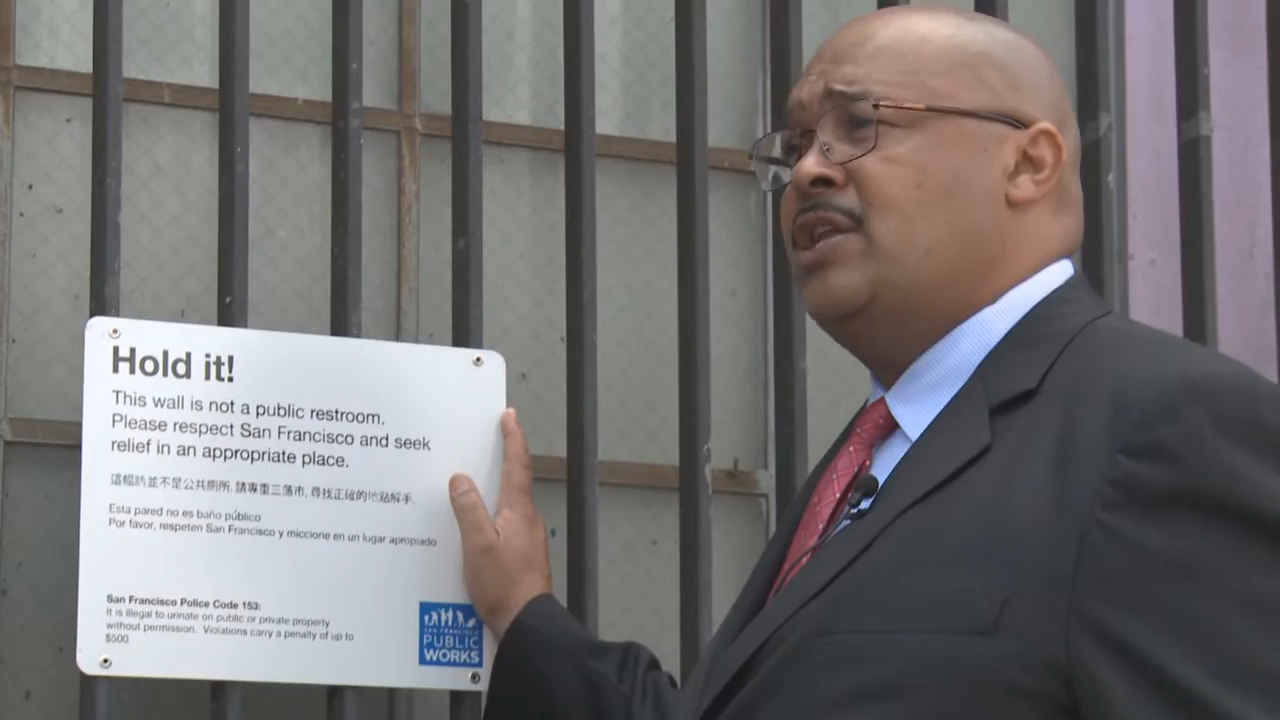 Hold it!
This wall is not a public restroom.
Please respect San Francisco and seek
relief in an appropriate place.
這幅牆並不是公共廁所, 請尊重三藩市, 尋找正確的地點解手.
Esta pared no es baño público
Por favor, respeten San Francisco y miccione en un lugar apropiado
San Francisco Police Code 153:
It is illegal to urinate on public or private property
without permission. Violations carry a penalty of up to
$500
SAN FRANCISCO
PUBLIC
WORKS